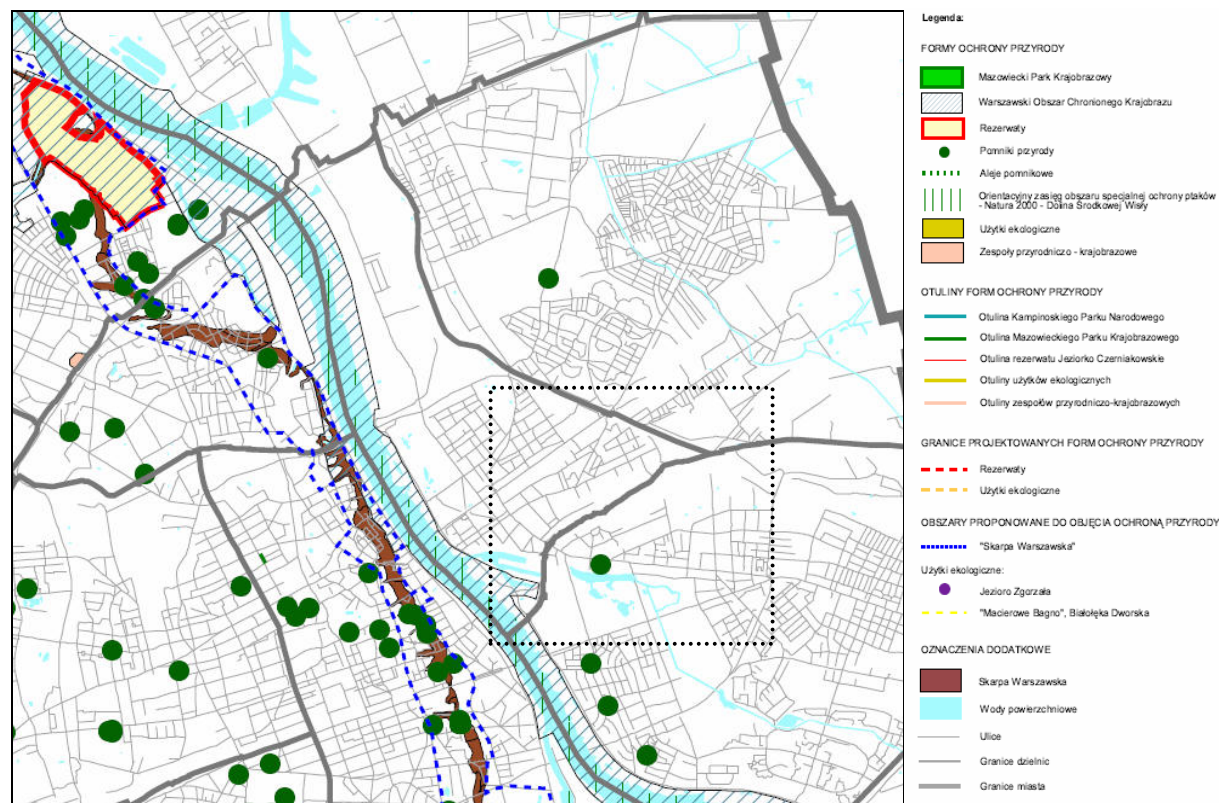 Legenda:
FORMY OCHRONY PRZYRODY
Mazowiecki Park Krajobrazowy
Warszawski Obszar Chronionego Krajobrazu
Rezerwaty
Pomniki przyrody
Aleje pomnikowe
Orientacyjny zasięg obszaru specjalnej ochrony ptaków
- Natura 2000 - Dolina Środkowej Wisły
Użytki ekologiczne
Zespoły przyrodniczo - krajobrazowe
OTULINY FORM OCHRONY PRZYRODY
Otulina Kampinoskiego Parku Narodowego
Otulina Mazowieckiego Parku Krajobrazowego
Otulina rezerwatu Jeziorko Czerniakowskie
Otuliny użytków ekologicznych
Otuliny zespołów przyrodniczo-krajobrazowych
GRANICE PROJEKTOWANYCH FORM OCHRONY PRZYRODY
Rezerwaty
Użytki ekologiczne
OBSZARY PROPONOWANE DO OBJĘCIA OCHRONĄ PRZYRODY
"Skarpa Warszawska"
Użytki ekologiczne:
Jezioro Zgorzała
"Macierowe Bagno", Białołęka Dworska
OZNACZENIA DODATKOWE
Skarpa Warszawska
Wody powierzchniowe
Ulice
Granice dzielnic
Granice miasta